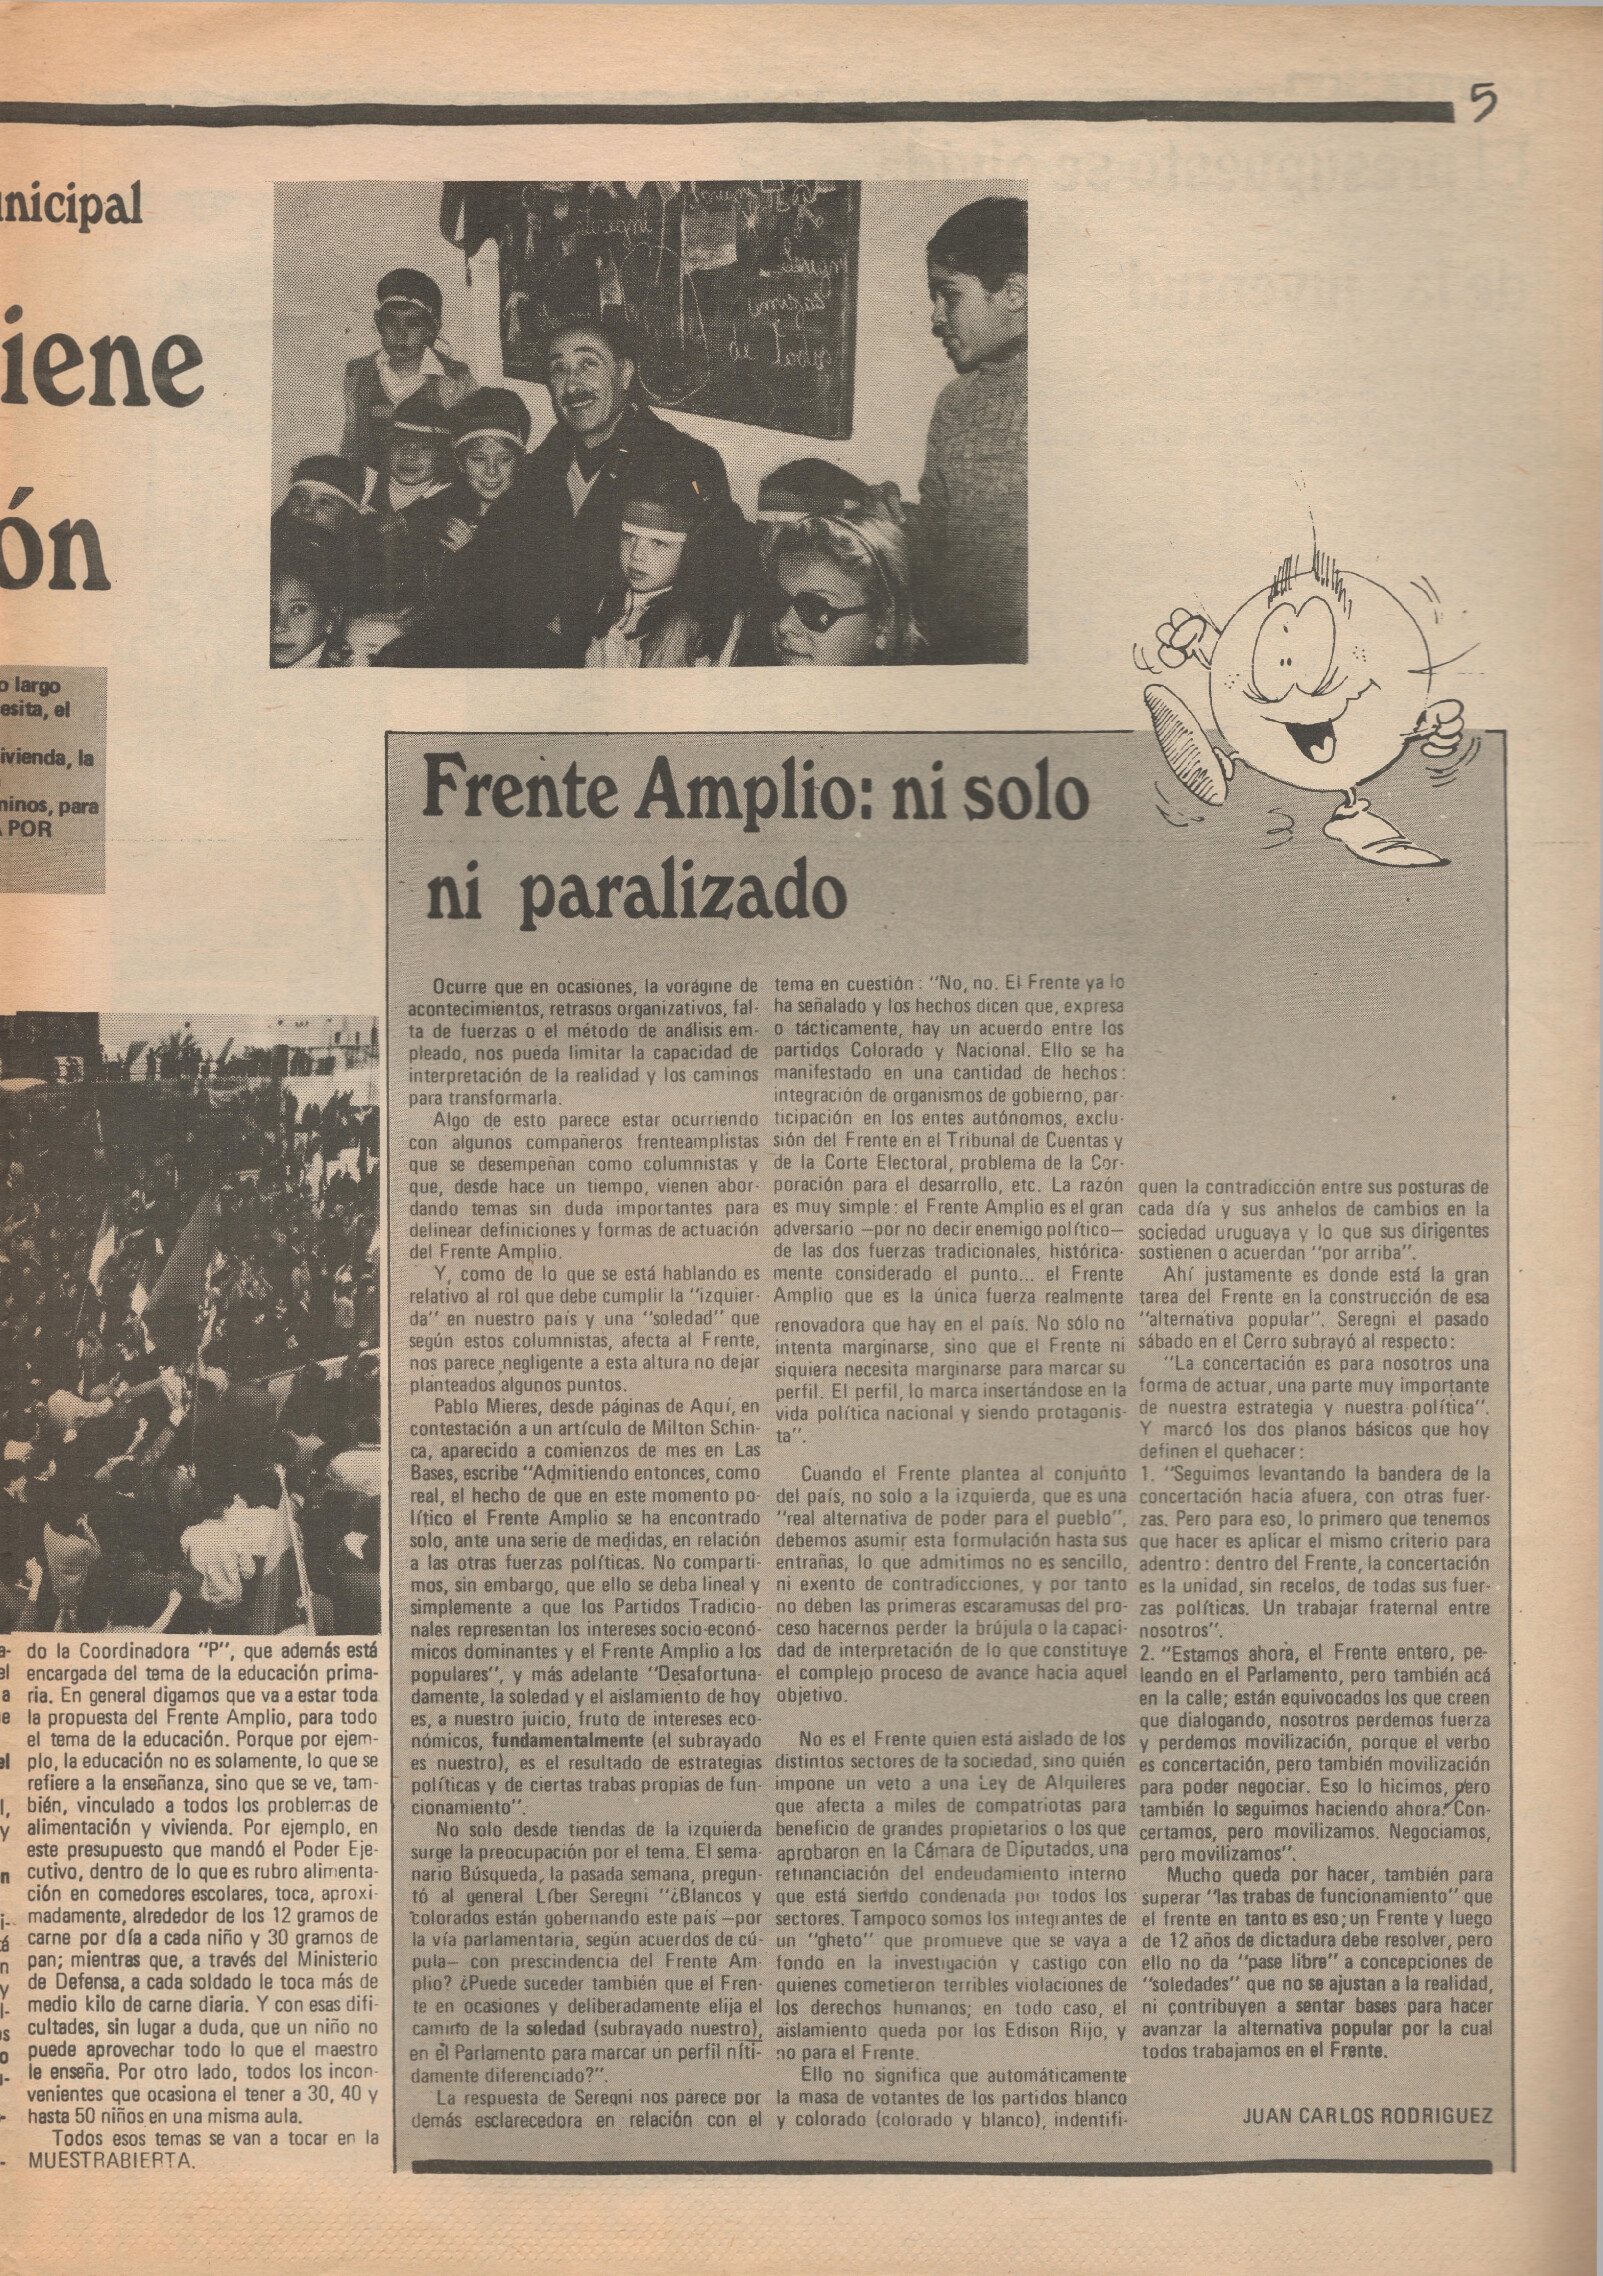 5
unicipal
iene
ón
o largo
esita, el
ivienda, la
ninos, para
POR
do la Coordinadora "P", que además está
encargada del tema de la educación prima-
ria. En general digamos que va a estar toda
la propuesta del Frente Amplio, para todo
el tema de la educación. Porque por ejem-
plo, la educación no es solamente, lo que se
refiere a la enseñanza, sino que se ve, tam-
bién, vinculado a todos los problemas de
alimentación y vivienda. Por ejemplo, en
este presupuesto que mandó el Poder Eje-
cutivo, dentro de lo que es rubro alimenta-
ción en comedores escolares, toca, aproxi-
madamente, alrededor de los 12 gramos de
carne por día a cada niño y 30 gramos de
pan; mientras que, a través del Ministerio
de Defensa, a cada soldado le toca más de
medio kilo de carne diaria. Y con esas difi-
cultades, sin lugar a duda, que un niño no
puede aprovechar todo lo que el maestro
le enseña. Por otro lado, todos los incon-
venientes que ocasiona el tener a 30, 40 y
hasta 50 niños en una misma aula.
Todos esos temas se van a tocar en la
MUESTRABIERTA.
Frente Amplio: ni solo
ni paralizado
Ocurre que en ocasiones, la vorágine de
acontecimientos, retrasos organizativos, fal-
ta de fuerzas o el método de análisis em-
pleado, nos pueda limitar la capacidad de
interpretación de la realidad y los caminos
para transformarla.
Algo de esto parece estar ocurriendo
con algunos compañeros frenteamplistas
que se desempeñan como columnistas y
que, desde hace un tiempo, vienen abor-
dando temas sin duda importantes para
delinear definiciones y formas de actuación
del Frente Amplio.
Y, como de lo que se está hablando es
relativo al rol que debe cumplir la "izquier-
da" en nuestro país y una "soledad" que
según estos columnistas, afecta al Frente,
nos parece negligente a esta altura no dejar
planteados algunos puntos.
Pablo Mieres, desde páginas de Aquí, en
contestación a un artículo de Milton Schin-
ca, aparecido a comienzos de mes en Las
Bases, escribe "Admitiendo entonces, como
real, el hecho de que en este momento po-
lítico el Frente Amplio se ha encontrado
solo, ante una serie de medidas, en relación
a las otras fuerzas políticas. No comparti-
mos, sin embargo, que ello se deba lineal y
simplemente a que los Partidos Tradicio-
nales representan los intereses socio-econó-
micos dominantes y el Frente Amplio a los
populares", y más adelante "Desafortuna-
damente, la soledad y el aislamiento de hoy
es, a nuestro juicio, fruto de intereses eco-
nómicos, fundamentalmente (el subrayado
es nuestro), es el resultado de estrategias
políticas y de ciertas trabas propias de fun-
cionamiento".
No solo desde tiendas de la izquierda
surge la preocupación por el tema. El sema-
nario Búsqueda, la pasada semana, pregun-
tó al general Líber Seregni "¿Blancos y
colorados están gobernando este país —por
la vía parlamentaria, según acuerdos de cú-
pula— con prescindencia del Frente Am-
plio? ¿Puede suceder también que el Fren-
te en ocasiones y deliberadamente elija el
camino de la soledad (subrayado nuestro),
en el Parlamento para marcar un perfil níti-
damente diferenciado?".
La respuesta de Seregni nos parece por
demás esclarecedora en relación con el
tema en cuestión: "No, no. El Frente ya lo
ha señalado y los hechos dicen que, expresa
o tácticamente, hay un acuerdo entre los
partidos Colorado y Nacional. Ello se ha
manifestado en una cantidad de hechos:
integración de organismos de gobierno, par-
ticipación en los entes autónomos, exclu-
sión del Frente en el Tribunal de Cuentas y
de la Corte Electoral, problema de la Cor-
poración para el desarrollo, etc. La razón
es muy simple: el Frente Amplio es el gran
adversario —por no decir enemigo político—
de las dos fuerzas tradicionales, histórica-
mente considerado el punto... el Frente
Amplio que es la única fuerza realmente
renovadora que hay en el país. No sólo no
intenta marginarse, sino que el Frente ni
siquiera necesita marginarse para marcar su
perfil. El perfil, lo marca insertándose en la
vida política nacional y siendo protagonis-
ta".
Cuando el Frente plantea al conjunto
del país, no solo a la izquierda, que es una
"real alternativa de poder para el pueblo",
debemos asumir esta formulación hasta sus
entrañas, lo que admitimos no es sencillo,
ni exento de contradicciones, y por tanto
no deben las primeras escaramusas del pro-
ceso hacernos perder la brújula o la capaci-
dad de interpretación de lo que constituye
el complejo proceso de avance hacia aquel
objetivo.
No es el Frente quien está aislado de los
distintos sectores de la sociedad, sino quién
impone un veto a una Ley de Alquileres
que afecta a miles de compatriotas para
beneficio de grandes propietarios o los que
aprobaron en la Cámara de Diputados, una
refinanciación del endeudamiento interno
que está siendo condenada por todos los
sectores. Tampoco somos los integrantes de
un "gheto" que promueve que se vaya a
fondo en la investigación y castigo con
quienes cometieron terribles violaciones de
los derechos humanos; en todo caso, el
aislamiento queda por los Edison Rijo, y
no para el Frente.
Ello no significa que automáticamente
la masa de votantes de los partidos blanco
y colorado (colorado y blanco), indentifi-
quen la contradicción entre sus posturas de
cada día y sus anhelos de cambios en la
sociedad uruguaya y lo que sus dirigentes
sostienen o acuerdan "por arriba".
Ahí justamente es donde está la gran
tarea del Frente en la construcción de esa
"alternativa popular". Seregni el pasado
sábado en el Cerro subrayó al respecto:
"La concertación es para nosotros una
forma de actuar, una parte muy importante
de nuestra estrategia y nuestra política".
Y marcó los dos planos básicos que hoy
definen el quehacer:
1. "Seguimos levantando la bandera de la
concertación hacia afuera, con otras fuer-
zas. Pero para eso, lo primero que tenemos
que hacer es aplicar el mismo criterio para
adentro: dentro del Frente, la concertación
es la unidad, sin recelos, de todas sus fuer-
zas políticas. Un trabajar fraternal entre
nosotros".
2. "Estamos ahora, el Frente entero, pe-
leando en el Parlamento, pero también acá
en la calle; están equivocados los que creen
que dialogando, nosotros perdemos fuerza
y perdemos movilización, porque el verbo
es concertación, pero también movilización
para poder negociar. Eso lo hicimos, pero
también lo seguimos haciendo ahora. Con-
certamos, pero movilizamos. Negociamos,
pero movilizamos".
Mucho queda por hacer, también para
superar "las trabas de funcionamiento" que
el frente en tanto es eso; un Frente y luego
de 12 años de dictadura debe resolver, pero
ello no da "pase libre" a concepciones de
"soledades" que no se ajustan a la realidad,
ni contribuyen a sentar bases para hacer
avanzar la alternativa popular por la cual
todos trabajamos en el Frente.
JUAN CARLOS RODRIGUEZ